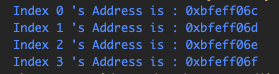 Index 0 's Address is : 0xbfeff06c
Index 1 's Address is : 0xbfeff06d
Index 2 's Address is : 0xbfeff06e
Index 3 's Address is : 0xbfeff06f